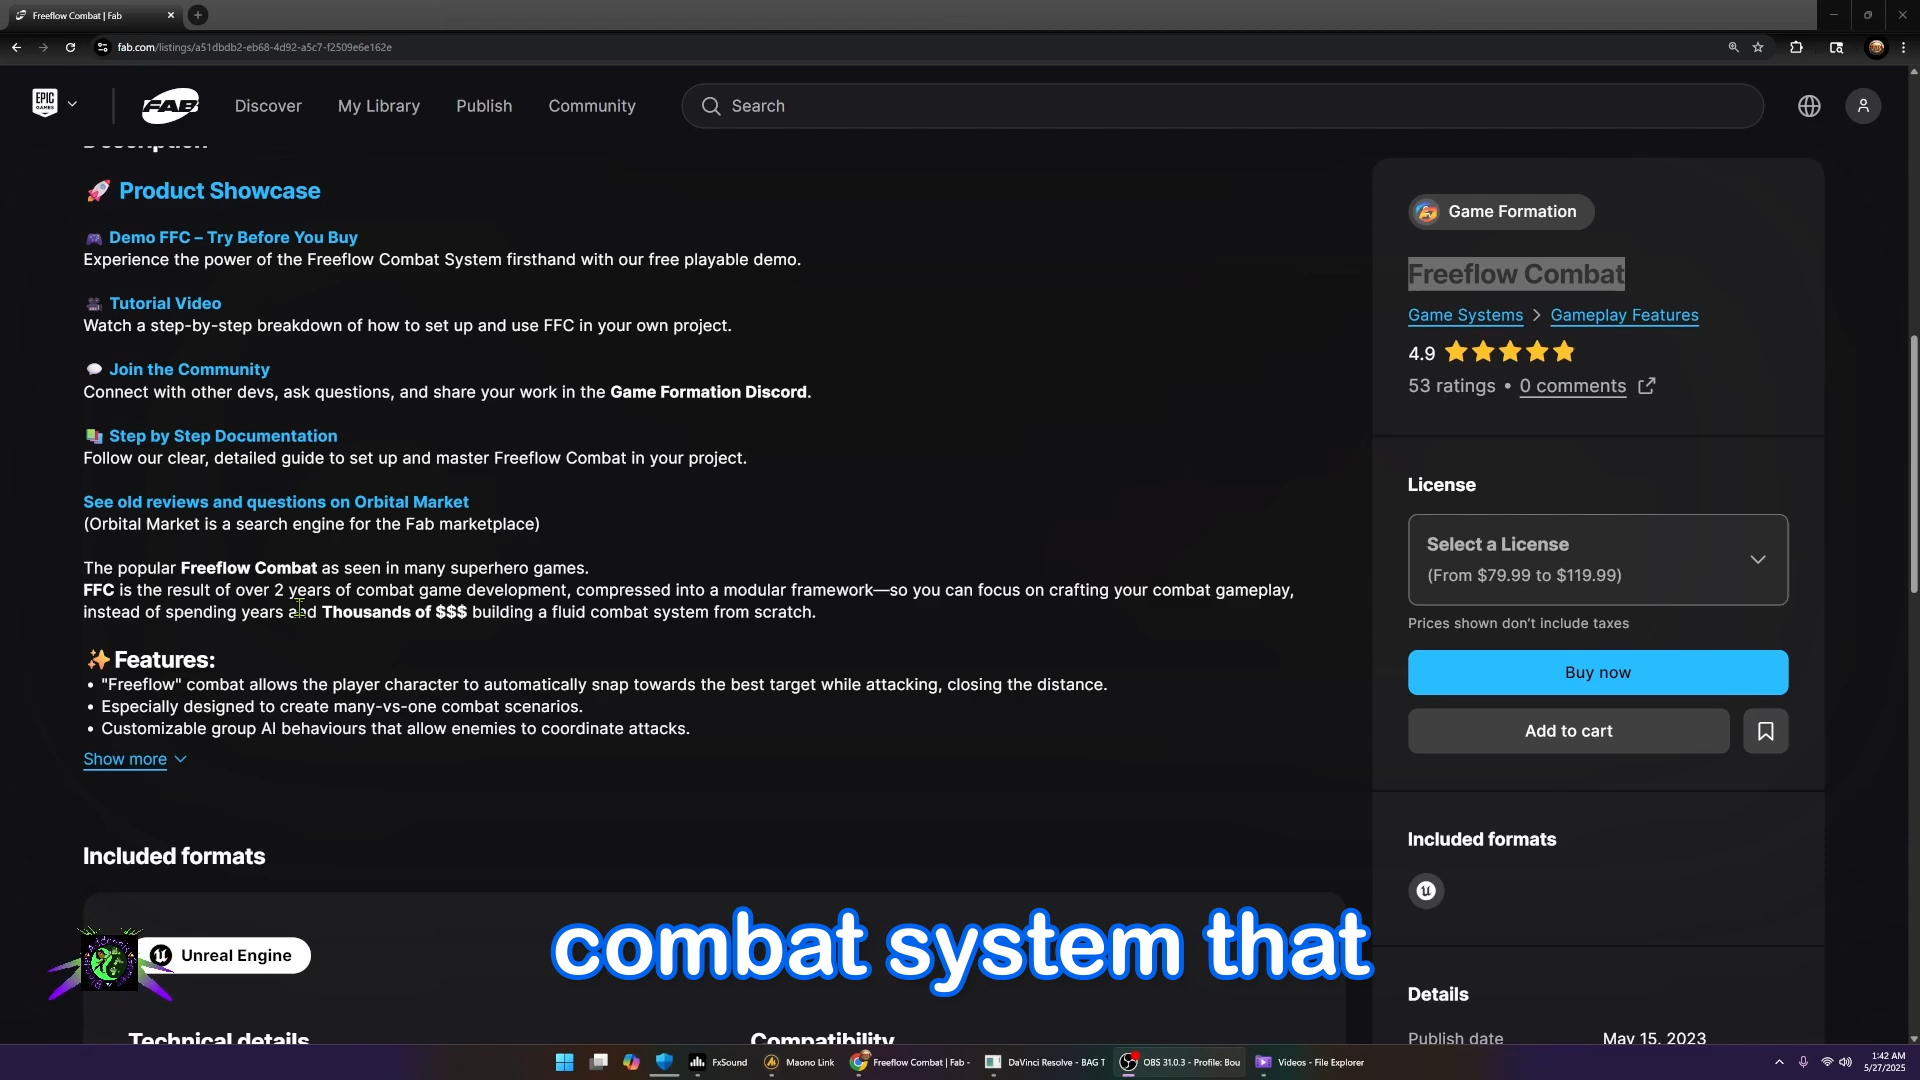 Freeflow Combat | Fab
fab.com/listings/a51dbdb2-eb68-4d92-a5c7-f2509e6e162e
EPIC GAMES
FAB
Discover
My Library
Publish
Community
Search
Description
🚀 Product Showcase
🎮 Demo FFC – Try Before You Buy
Experience the power of the Freeflow Combat System firsthand with our free playable demo.
🎥 Tutorial Video
Watch a step-by-step breakdown of how to set up and use FFC in your own project.
💬 Join the Community
Connect with other devs, ask questions, and share your work in the Game Formation Discord.
📚 Step by Step Documentation
Follow our clear, detailed guide to set up and master Freeflow Combat in your project.
See old reviews and questions on Orbital Market
(Orbital Market is a search engine for the Fab marketplace)
The popular Freeflow Combat as seen in many superhero games.
FFC is the result of over 2 years of combat game development, compressed into a modular framework—so you can focus on crafting your combat gameplay,
instead of spending years and Thousands of $$$ building a fluid combat system from scratch.
✨Features:
• "Freeflow" combat allows the player character to automatically snap towards the best target while attacking, closing the distance.
• Especially designed to create many-vs-one combat scenarios.
• Customizable group AI behaviours that allow enemies to coordinate attacks.
Show more
Included formats
Unreal Engine
Technical details
Compatibility
Game Formation
Freeflow Combat
Game Systems > Gameplay Features
4.9
53 ratings • 0 comments
License
Select a License
(From $79.99 to $119.99)
Prices shown don't include taxes
Buy now
Add to cart
Included formats
Details
Publish date
May 15, 2023
combat system that
FxSound
Maono Link
Freeflow Combat | Fab -
DaVinci Resolve - BAG T
OBS 31.0.3 - Profile: Bou
Videos - File Explorer
1:42 AM
5/27/2025